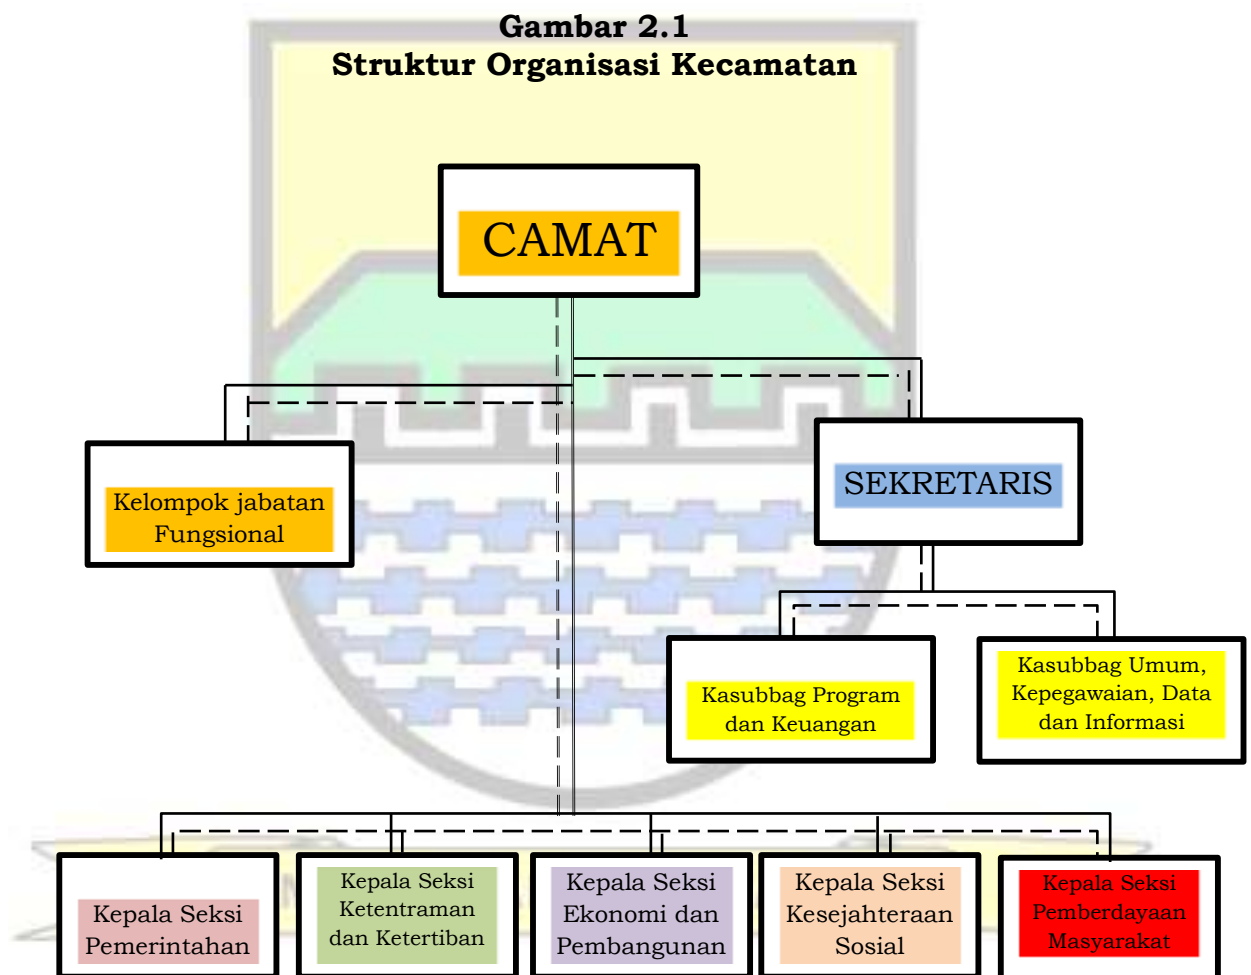 Gambar 2.1
Struktur Organisasi Kecamatan
CAMAT
Kelompok jabatan
Fungsional
SEKRETARIS
Kasubbag Program
dan Keuangan
Kasubbag Umum,
Kepegawaian, Data
dan Informasi
Kepala Seksi
Pemerintahan
Kepala Seksi
Ketentraman
dan Ketertiban
Kepala Seksi
Ekonomi dan
Pembangunan
Kepala Seksi
Kesejahteraan
Sosial
Kepala Seksi
Pemberdayaan
Masyarakat